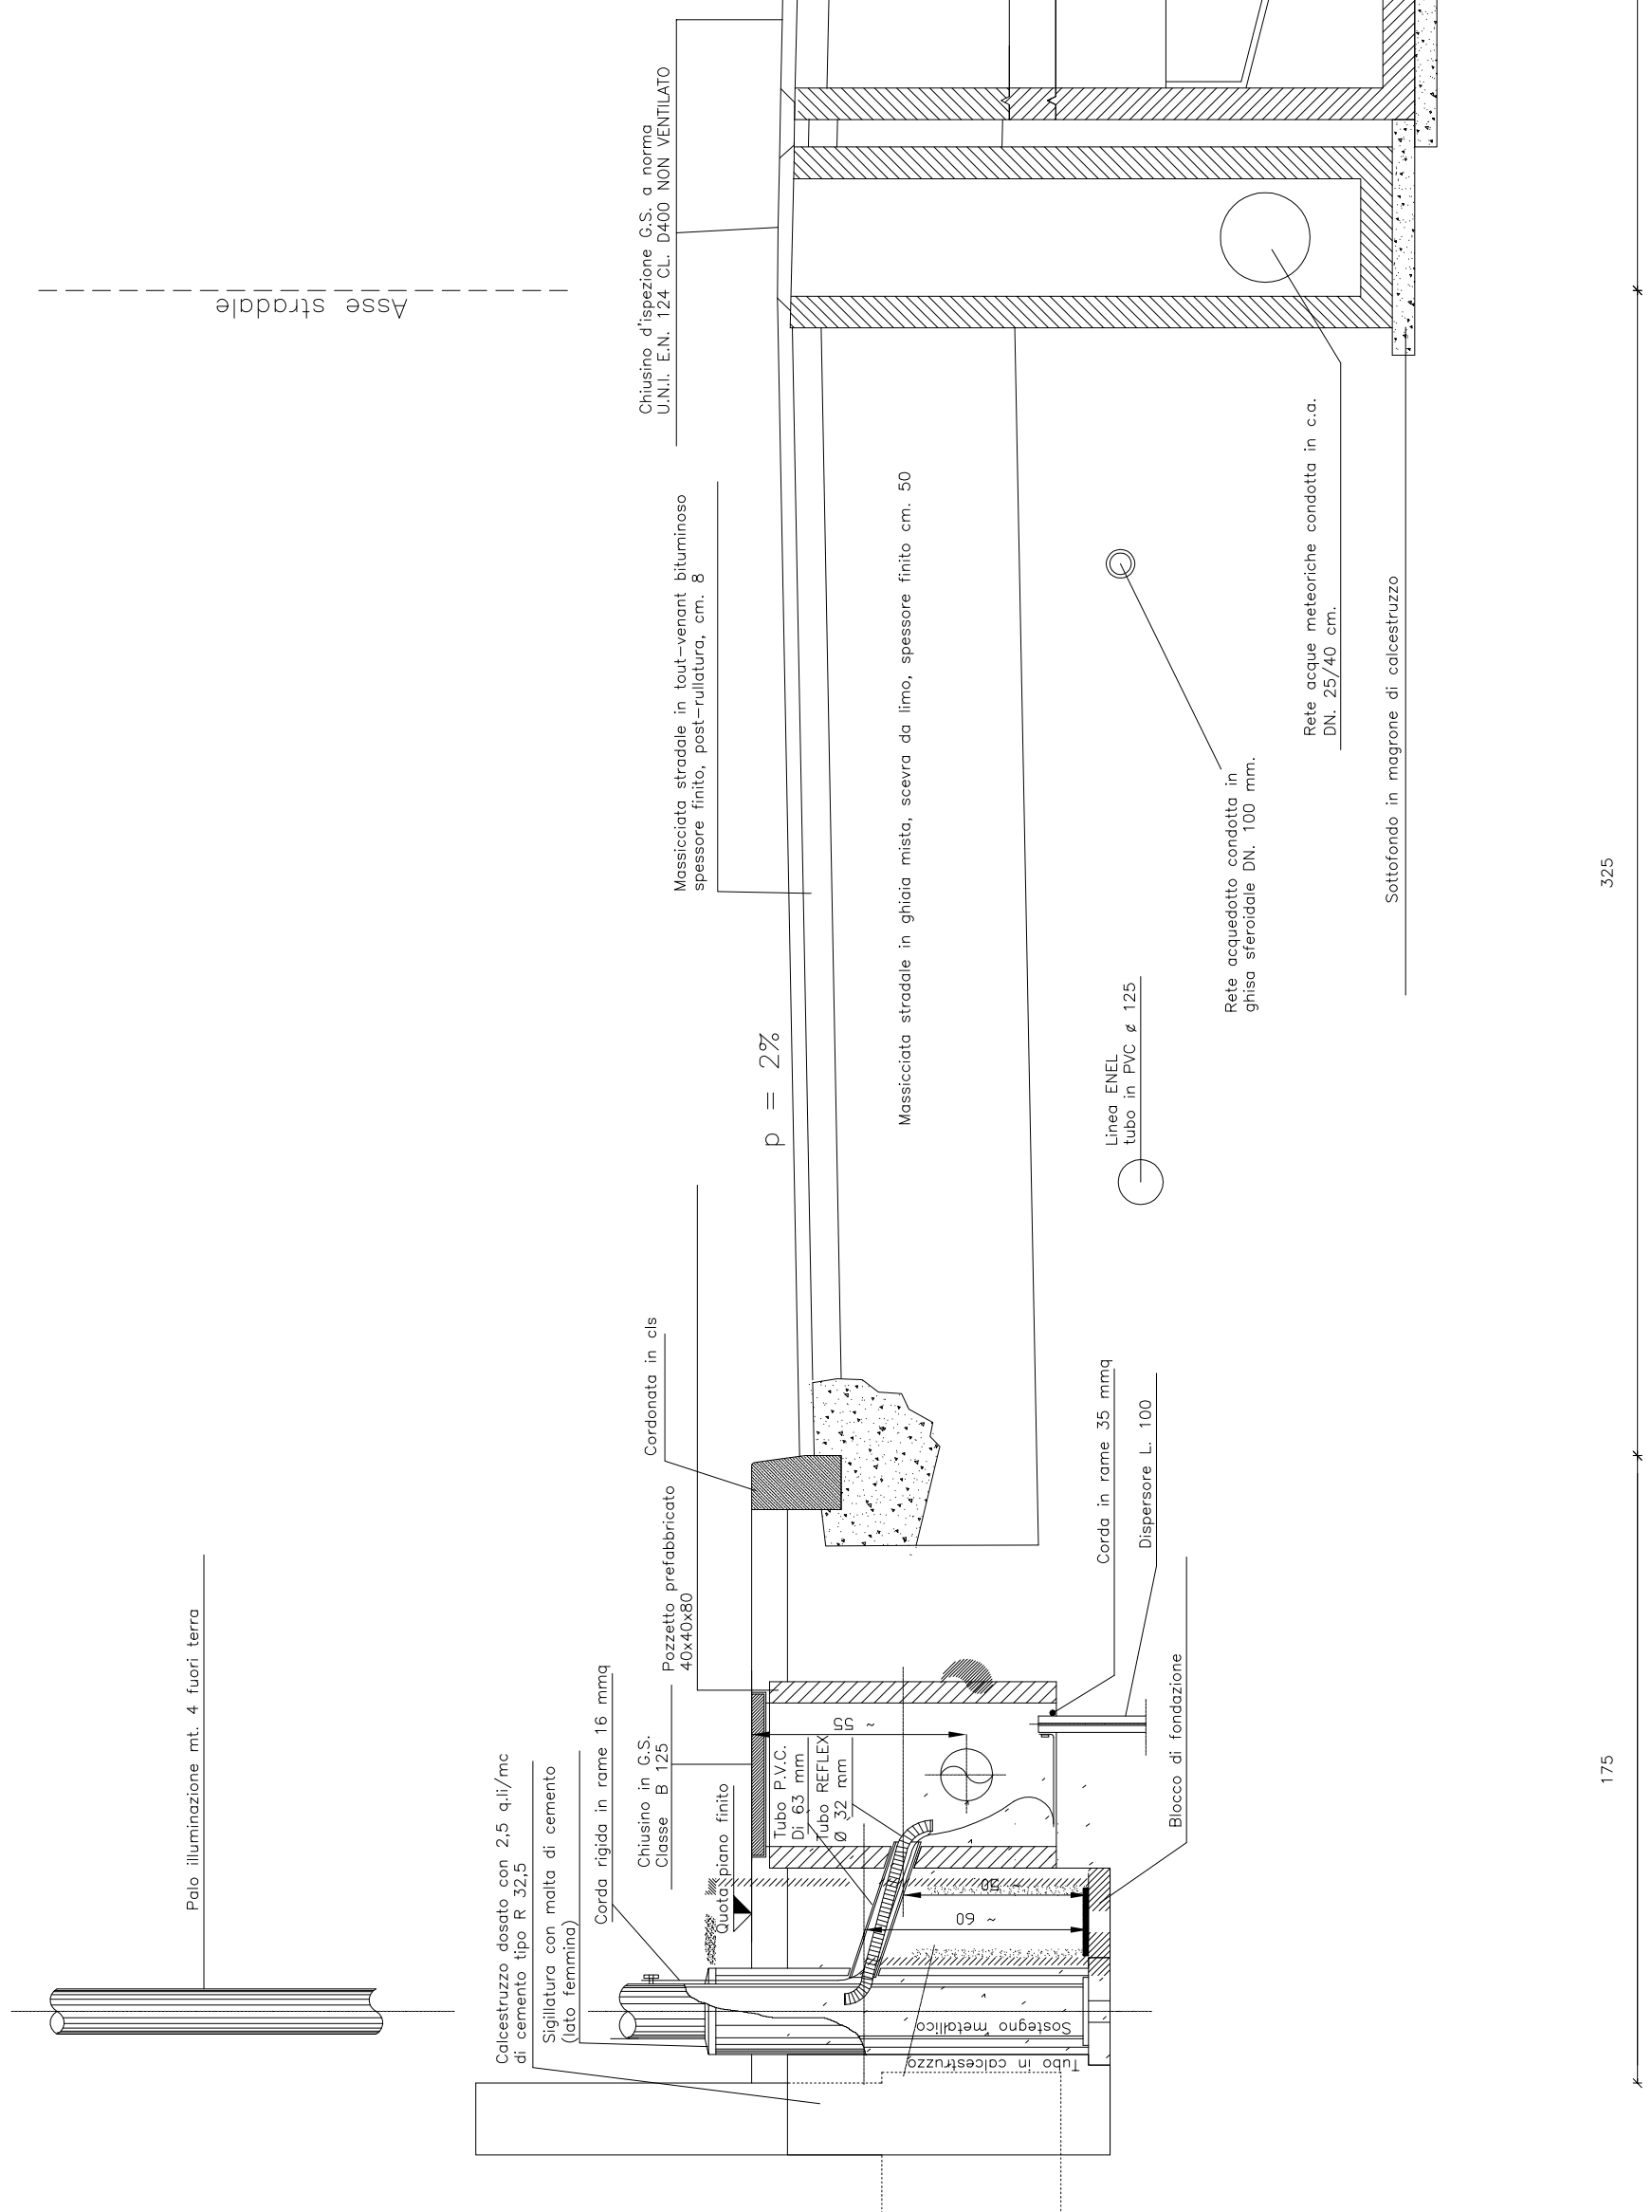 Palo illuminazione mt. 4 fuori terra
Asse stradale
Calcestruzzo dosato con 2,5 q.li/mc
di cemento tipo R 32,5
Sigillatura con malta di cemento
(lato femmina)
Corda rigida in rame 16 mmq
Chiusino in G.S.
Classe B 125
Pozzetto prefabbricato
40x40x80
Quota piano finito
Cordonata in cls
Tubo P.V.C.
Di 63 mm
Tubo REFLEX
Ø 32 mm
~ 55
~ 50
~ 60
Sostegno metallico
Tubo in calcestruzzo
p = 2%
Massicciata stradale in tout-venant bituminoso
spessore finito, post-rullatura, cm. 8
Chiusino d'ispezione G.S. a norma
U.N.I. E.N. 124 CL. D400 NON VENTILATO
Massicciata stradale in ghiaia mista, scevra da limo, spessore finito cm. 50
Corda in rame 35 mmq
Dispersore L. 100
Blocco di fondazione
Linea ENEL
tubo in PVC ø 125
Rete acquedotto condotta in
ghisa sferoidale DN. 100 mm.
Rete acque meteoriche condotta in c.a.
DN. 25/40 cm.
Sottofondo in magrone di calcestruzzo
175
325